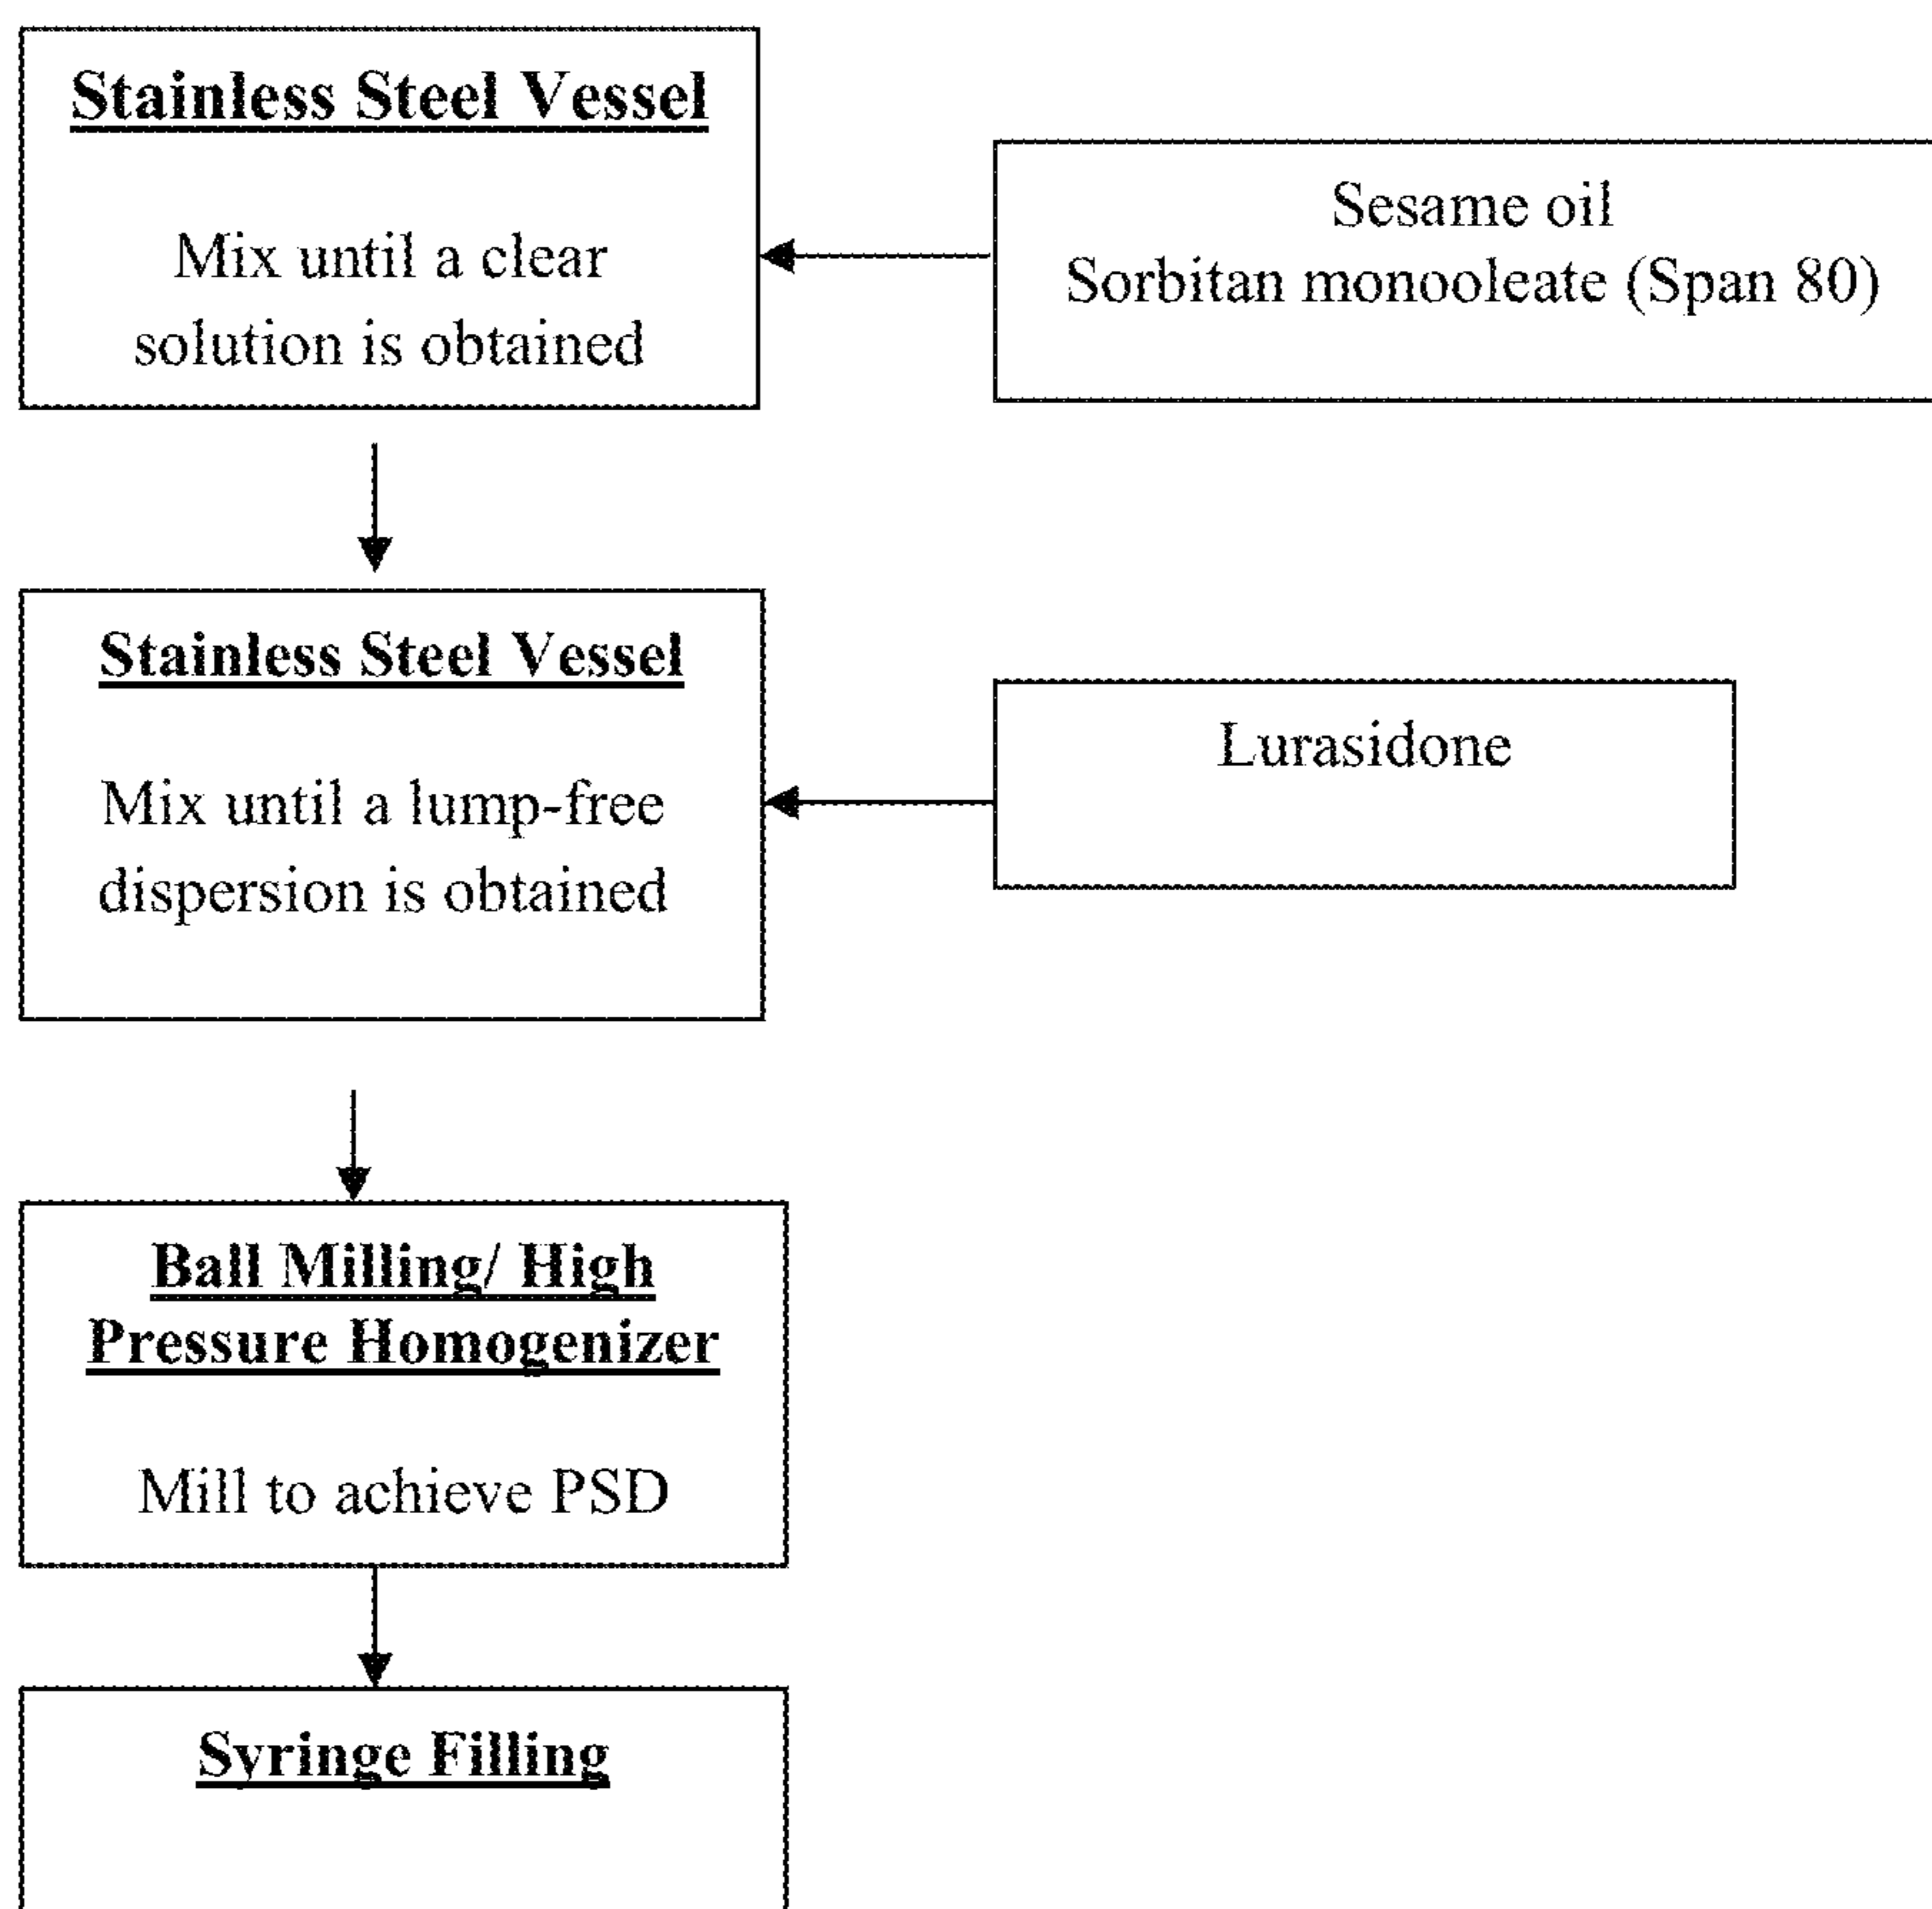 Stainless Steel Vessel
Mix until a clear
solution is obtained
Sesame oil
Sorbitan monooleate (Span 80)
Stainless Steel Vessel
Mix until a lump-free
dispersion is obtained
Lurasidone
Ball Milling/ High
Pressure Homogenizer
Mill to achieve PSD
Syringe Filling